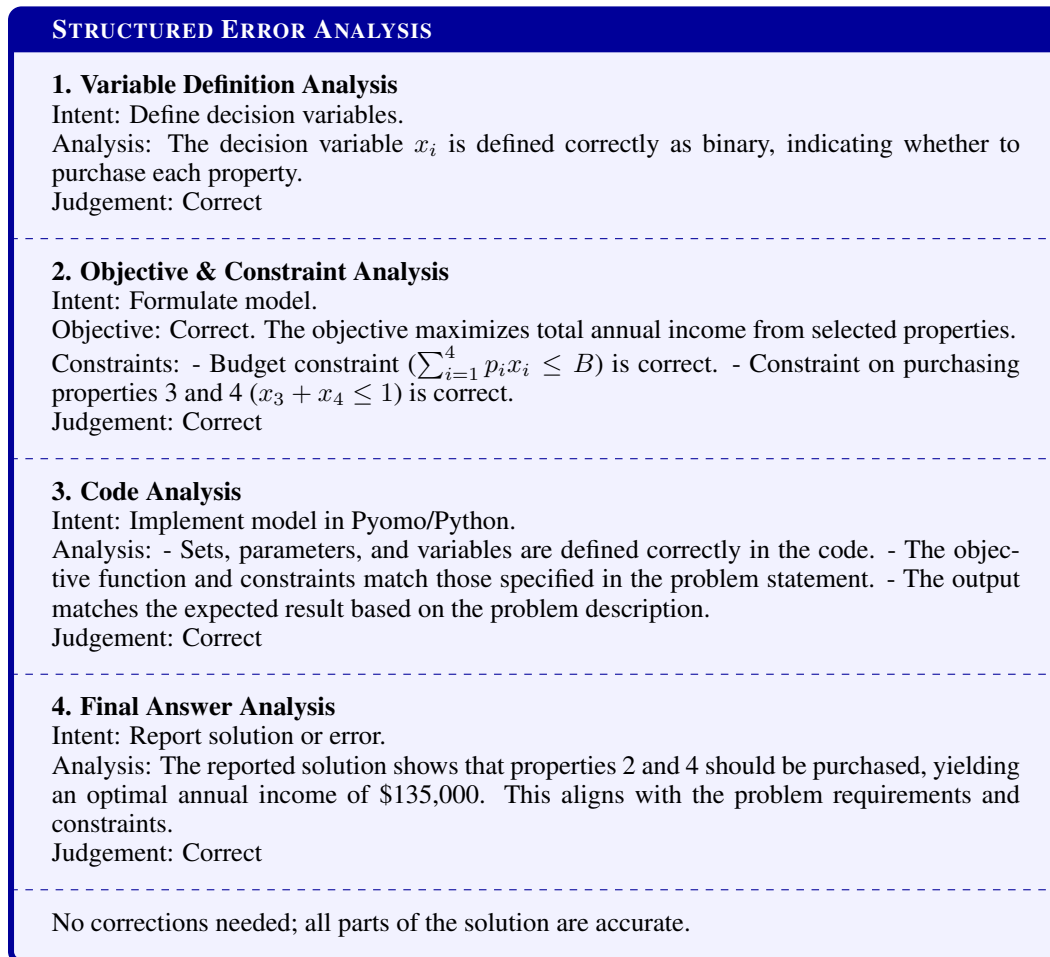 STRUCTURED ERROR ANALYSIS
1. Variable Definition Analysis
Intent: Define decision variables.
Analysis: The decision variable $x_i$ is defined correctly as binary, indicating whether to
purchase each property.
Judgement: Correct
2. Objective & Constraint Analysis
Intent: Formulate model.
Objective: Correct. The objective maximizes total annual income from selected properties.
Constraints: - Budget constraint ($\sum_{i=1}^{4} p_i x_i \leq B$) is correct. - Constraint on purchasing
properties 3 and 4 ($x_3 + x_4 \leq 1$) is correct.
Judgement: Correct
3. Code Analysis
Intent: Implement model in Pyomo/Python.
Analysis: - Sets, parameters, and variables are defined correctly in the code. - The objec-
tive function and constraints match those specified in the problem statement. - The output
matches the expected result based on the problem description.
Judgement: Correct
4. Final Answer Analysis
Intent: Report solution or error.
Analysis: The reported solution shows that properties 2 and 4 should be purchased, yielding
an optimal annual income of $135,000. This aligns with the problem requirements and
constraints.
Judgement: Correct
No corrections needed; all parts of the solution are accurate.